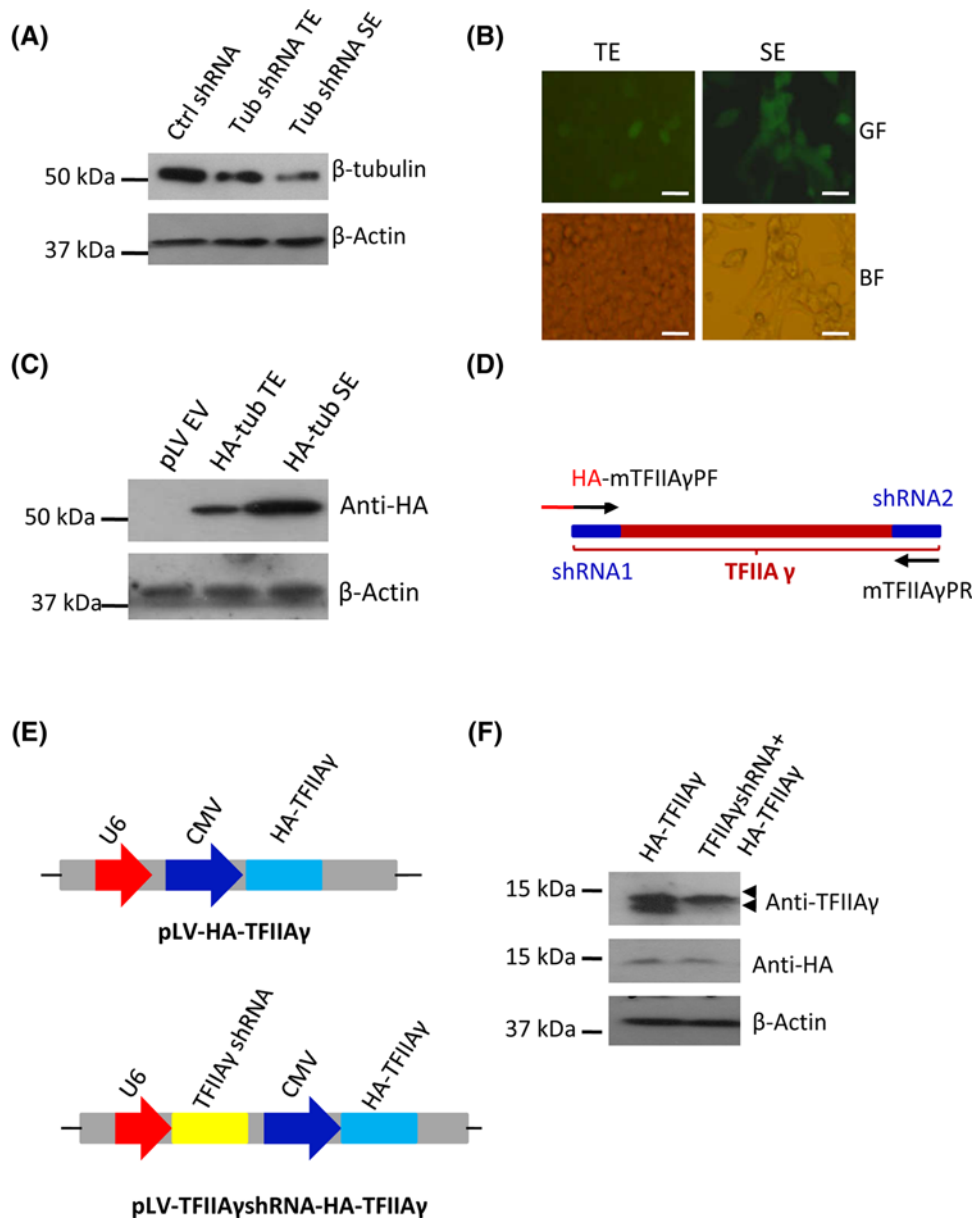 (A)
Ctrl shRNA
Tub shRNA TE
Tub shRNA SE
50 kDa
β-tubulin
37 kDa
β-Actin
(B)
TE
SE
GF
BF
(C)
pLV EV
HA-tub TE
HA-tub SE
50 kDa
Anti-HA
37 kDa
β-Actin
(D)
HA-mTFIIAγPF
shRNA2
shRNA1
TFIIA γ
mTFIIAγPR
(E)
U6
CMV
HA-TFIIAγ
pLV-HA-TFIIAγ
U6
TFIIAγ shRNA
CMV
HA-TFIIAγ
pLV-TFIIAγshRNA-HA-TFIIAγ
(F)
HA-TFIIAγ
TFIIAγshRNA+
HA-TFIIAγ
15 kDa
Anti-TFIIAγ
15 kDa
Anti-HA
37 kDa
β-Actin